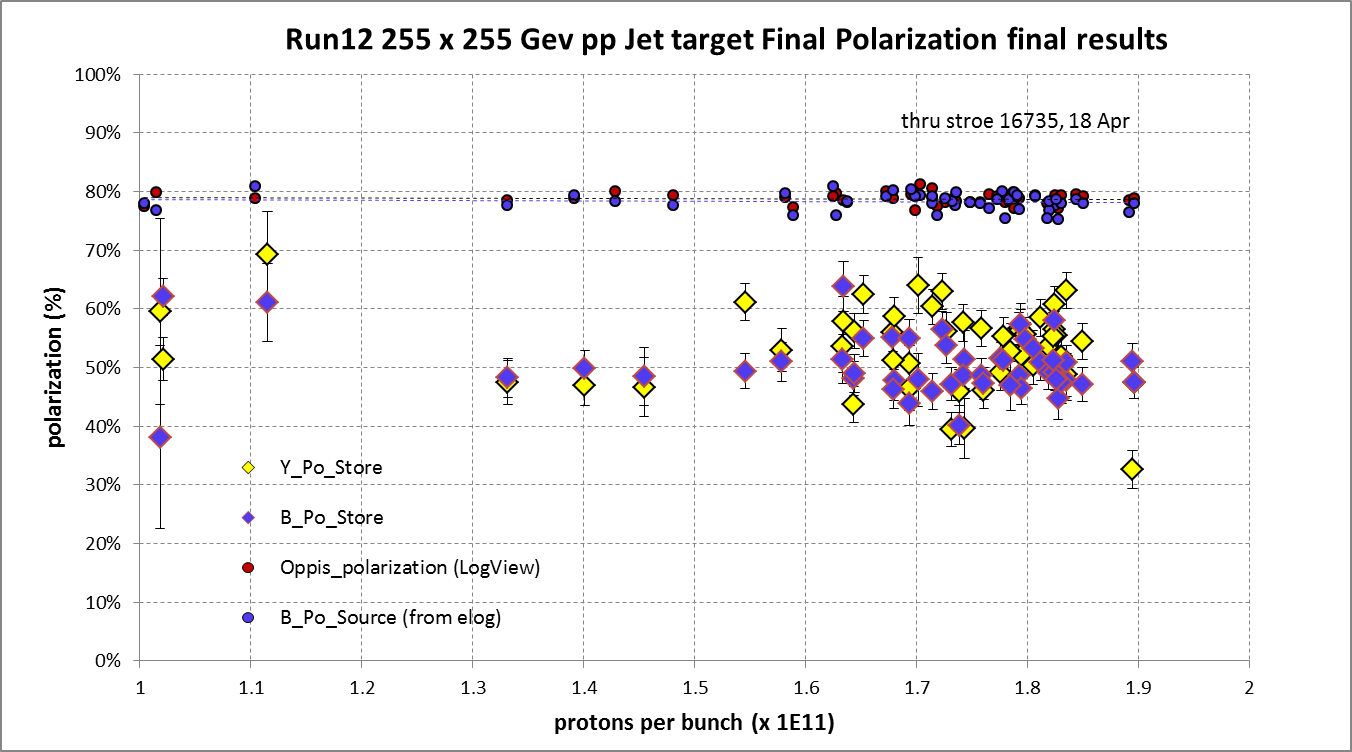 Run12 255 x 255 Gev pp Jet target Final Polarization final results
thru stroe 16735, 18 Apr
100%
90%
80%
70%
60%
50%
40%
30%
20%
10%
0%
polarization (%)
Y_Po_Store
B_Po_Store
Oppis_polarization (LogView)
B_Po_Source (from elog)
1 1.1 1.2 1.3 1.4 1.5 1.6 1.7 1.8 1.9 2
protons per bunch (x 1E11)